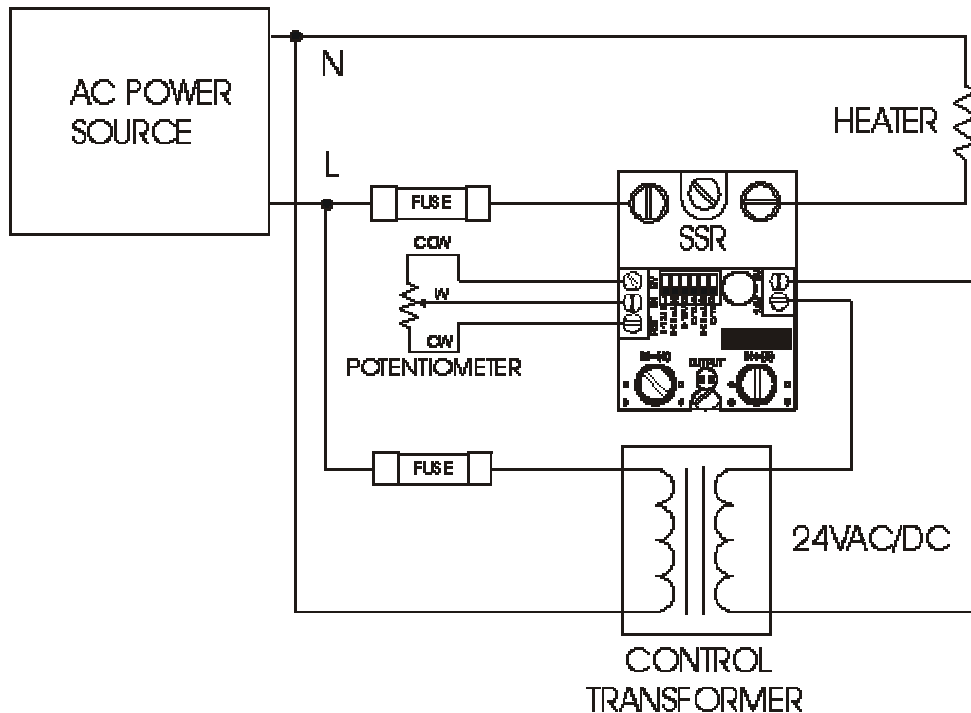 AC POWER
SOURCE
N
L
HEATER
FUSE
SSR
CCW
W
CW
POTENTIOMETER
OUTPUT
FUSE
24VAC/DC
CONTROL
TRANSFORMER